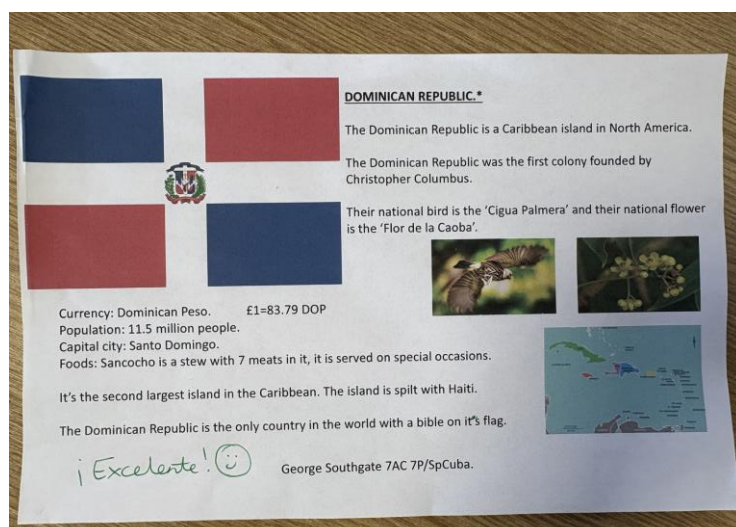 DOMINICAN REPUBLIC.*
The Dominican Republic is a Caribbean island in North America.
The Dominican Republic was the first colony founded by
Christopher Columbus.
Their national bird is the ‘Cigua Palmera’ and their national flower
is the ‘Flor de la Caoba’.
Currency: Dominican Peso. £1=83.79 DOP
Population: 11.5 million people.
Capital city: Santo Domingo.
Foods: Sancocho is a stew with 7 meats in it, it is served on special occasions.
It’s the second largest island in the Caribbean. The island is spilt with Haiti.
The Dominican Republic is the only country in the world with a bible on it’s flag.
¡Excelente!
George Southgate 7AC 7P/SpCuba.